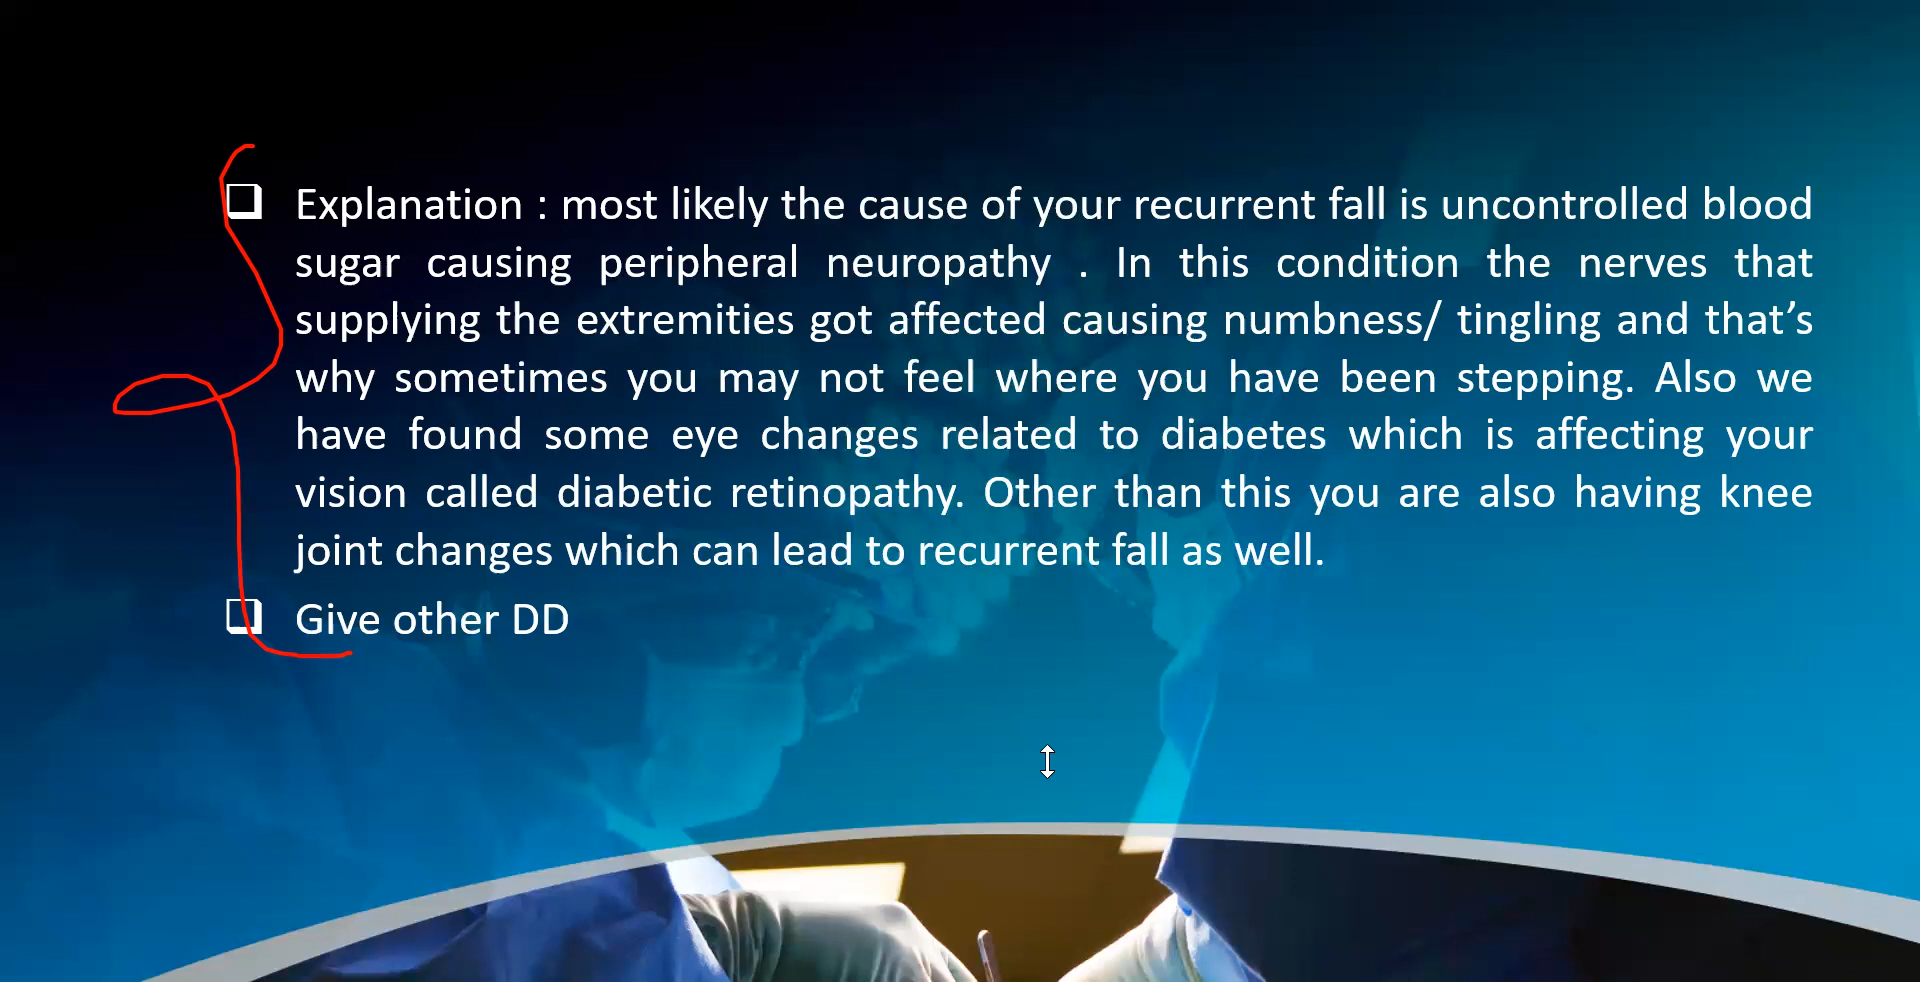 Explanation : most likely the cause of your recurrent fall is uncontrolled blood
sugar causing peripheral neuropathy . In this condition the nerves that
supplying the extremities got affected causing numbness/ tingling and that’s
why sometimes you may not feel where you have been stepping. Also we
have found some eye changes related to diabetes which is affecting your
vision called diabetic retinopathy. Other than this you are also having knee
joint changes which can lead to recurrent fall as well.
Give other DD